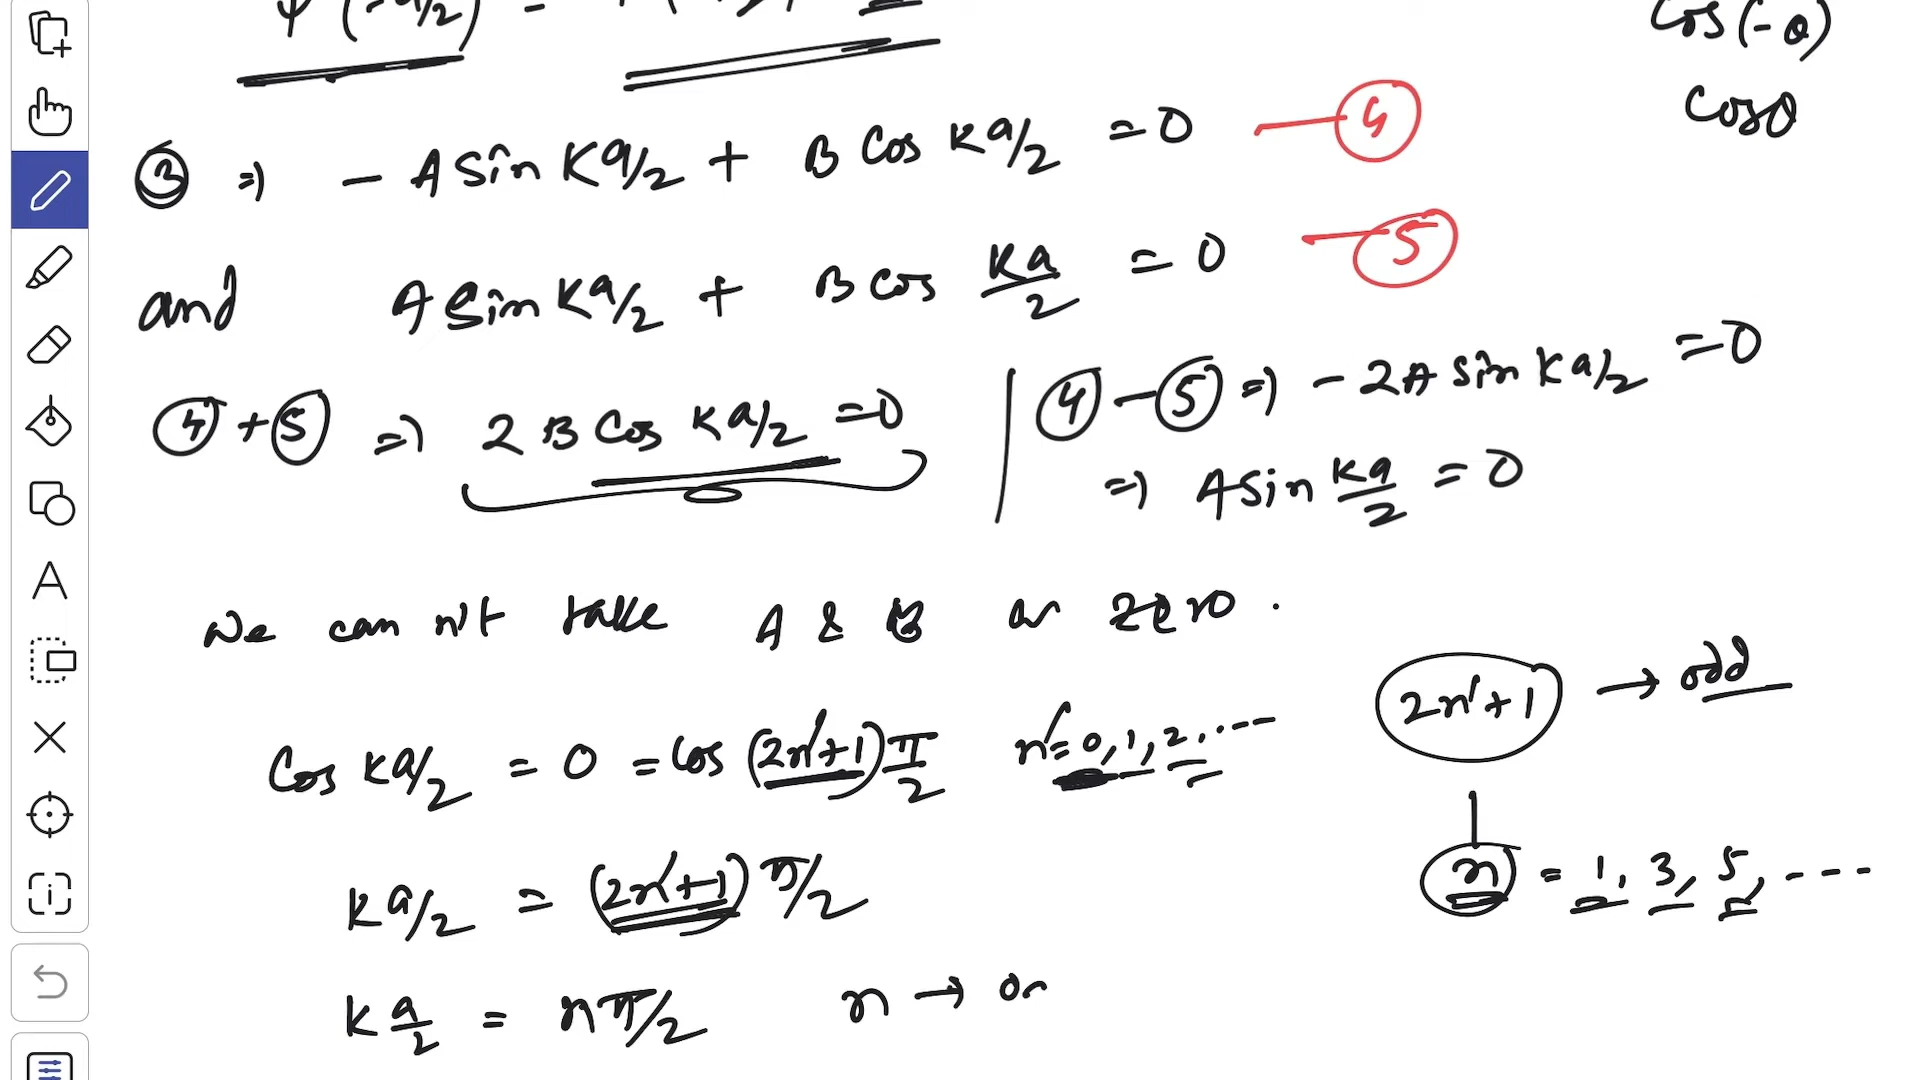 ψ(-a/2) =
cos(-θ)
cosθ
③ ⇒ - A Sin Ka/2 + B Cos Ka/2 = 0 — 4
and A Sin Ka/2 + B Cos Ka/2 = 0 — 5
④ + ⑤ ⇒ 2 B Cos Ka/2 = 0
④ - ⑤ ⇒ - 2A Sin Ka/2 = 0
⇒ A Sin Ka/2 = 0
We can n't take A & B as zero.
2n'+1 → odd
Cos Ka/2 = 0 = Cos (2n'+1) π/2 n' = 0, 1, 2, ...
n = 1, 3, 5, ...
Ka/2 = (2n'+1) π/2
K a/2 = nπ/2 n → o